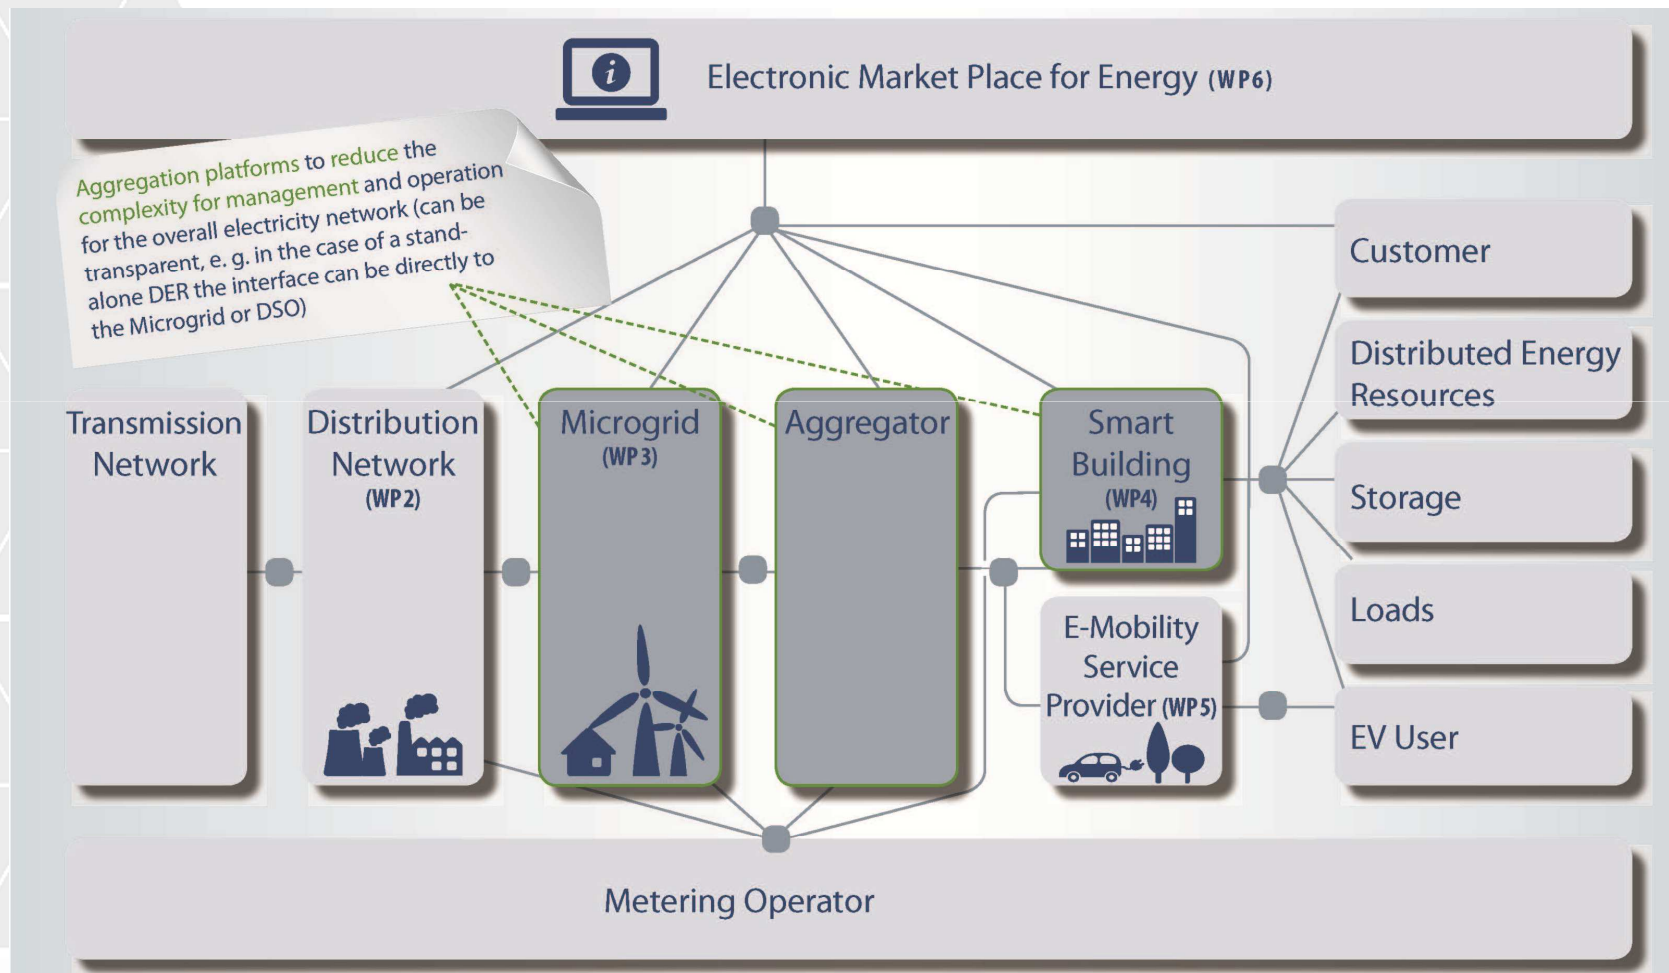 i
Electronic Market Place for Energy (WP6)
Aggregation platforms to reduce the
complexity for management and operation
for the overall electricity network (can be
transparent, e. g. in the case of a stand-
alone DER the interface can be directly to
the Microgrid or DSO)
Transmission
Network
Distribution
Network
(WP2)
Microgrid
(WP3)
Aggregator
Smart
Building
(WP4)
E-Mobility
Service
Provider (WP5)
Customer
Distributed Energy
Resources
Storage
Loads
EV User
Metering Operator